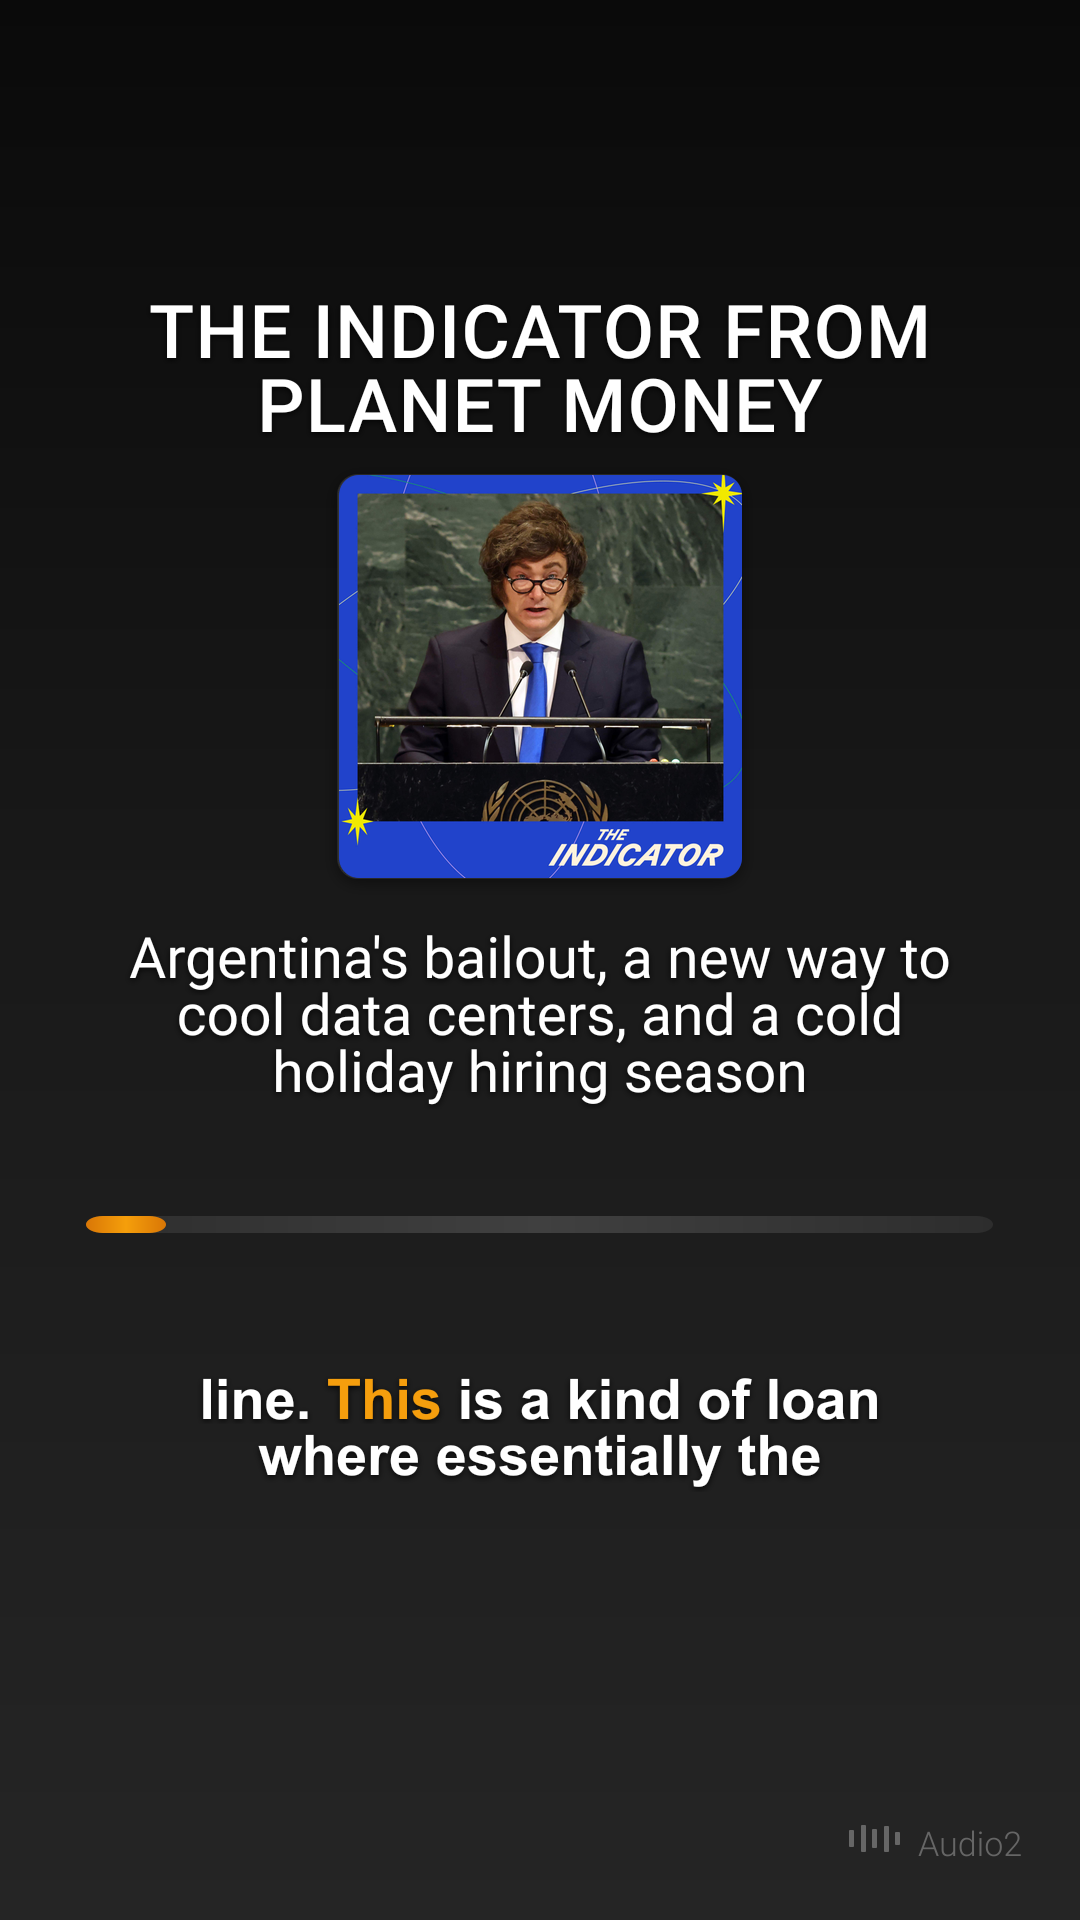 THE INDICATOR FROM
PLANET MONEY
THE
INDICATOR
Argentina's bailout, a new way to
cool data centers, and a cold
holiday hiring season
line. This is a kind of loan
where essentially the
Audio2